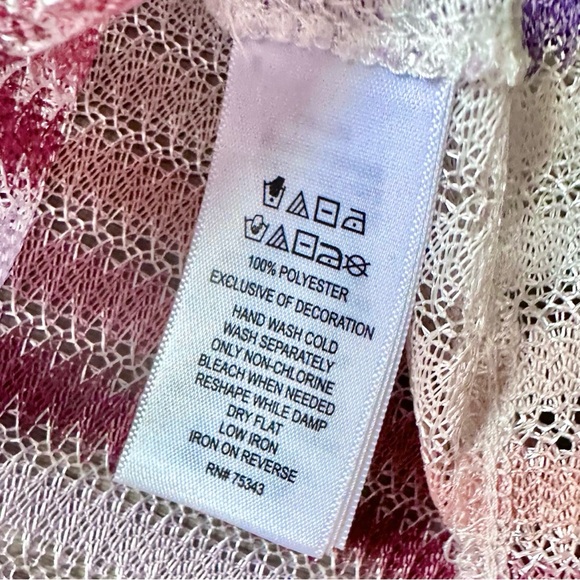 100% POLYESTER
EXCLUSIVE OF DECORATION
HAND WASH COLD
WASH SEPARATELY
ONLY NON-CHLORINE
BLEACH WHEN NEEDED
RESHAPE WHILE DAMP
DRY FLAT
LOW IRON
IRON ON REVERSE
RN# 75343